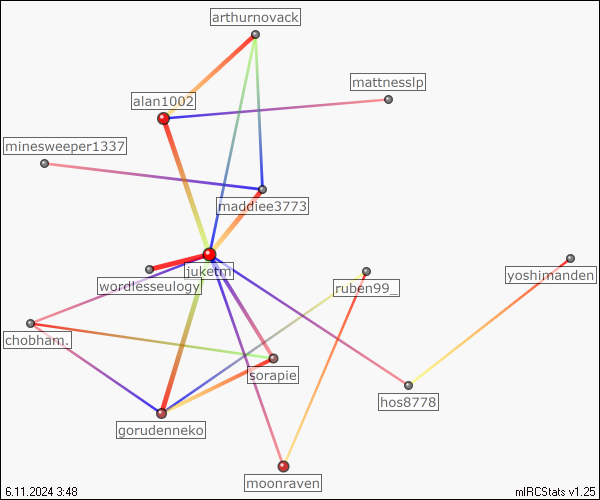 arthurnovack
mattnesslp
alan1002
minesweeper1337
maddiee3773
juketm
yoshimanden
wordlesseulogy
ruben99_
chobham.
sorapie
hos8778
gorudenneko
moonraven
6.11.2024 3:48
mIRCStats v1.25